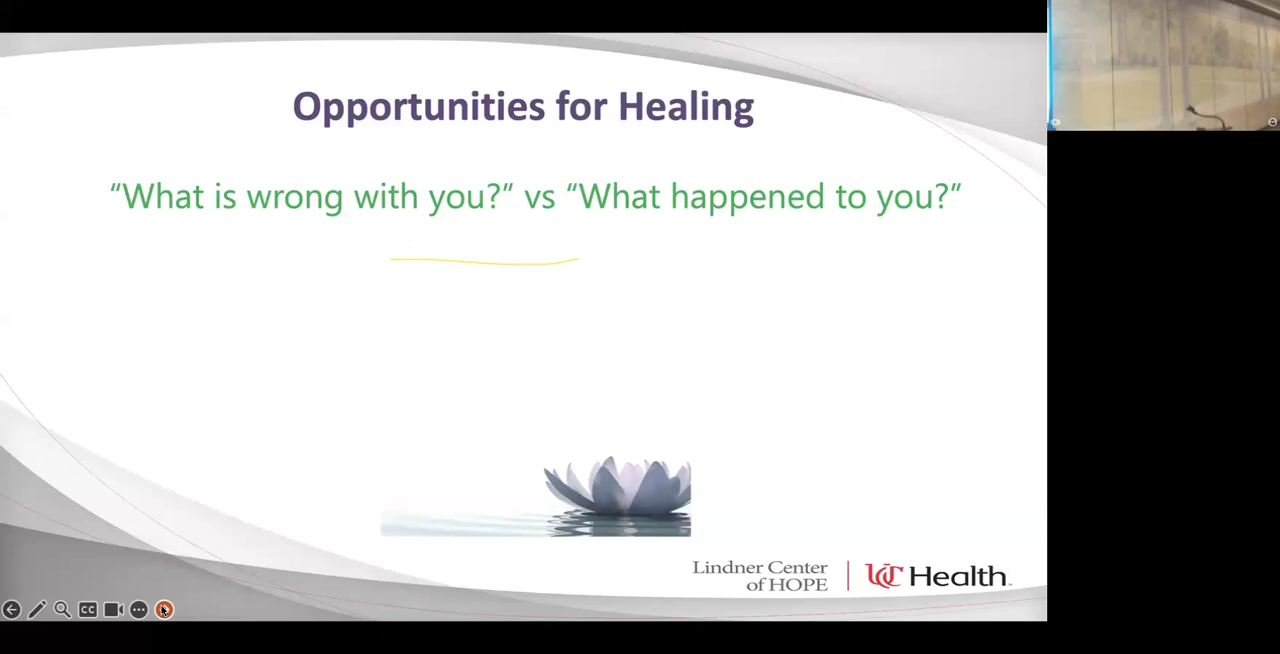 Opportunities for Healing
“What is wrong with you?” vs “What happened to you?”
Lindner Center
of HOPE
UC Health
CC